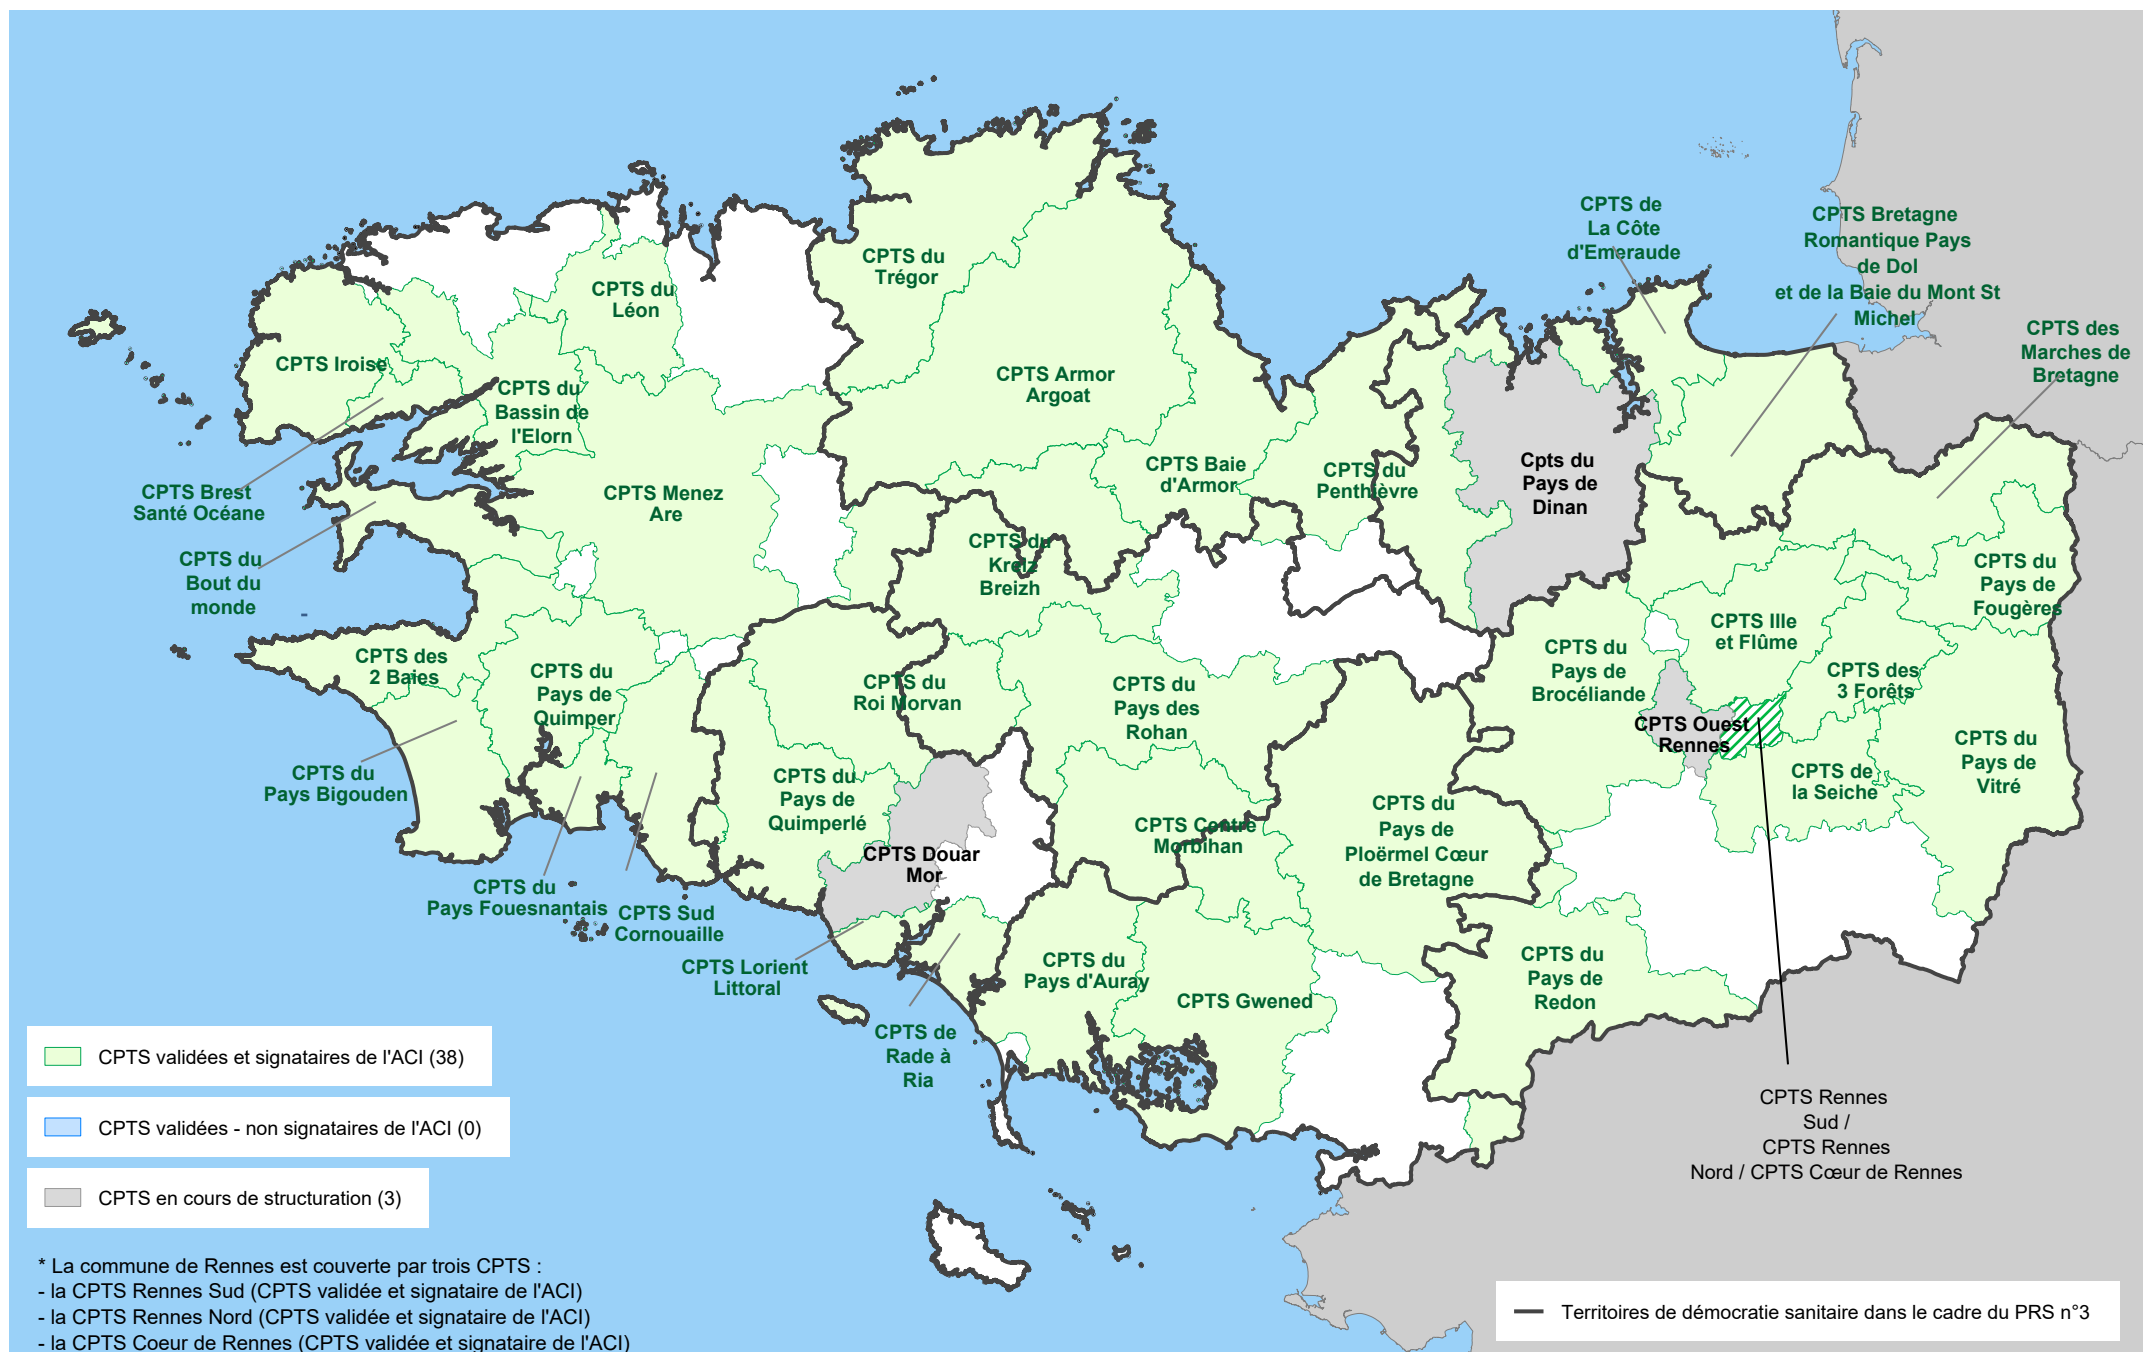 CPTS de
La Côte
d'Emeraude
CPTS Bretagne
Romantique Pays
de Dol
et de la Baie du Mont St
Michel
CPTS des
Marches de
Bretagne
CPTS du
Trégor
CPTS du
Léon
CPTS Iroise
CPTS du
Bassin de
l'Elorn
CPTS Armor
Argoat
CPTS Brest
Santé Océane
CPTS Menez
Are
CPTS Baie
d'Armor
CPTS du
Penthièvre
Cpts du
Pays de
Dinan
CPTS du
Bout du
monde
CPTS du
Kreiz
Breizh
CPTS du
Pays de
Fougères
CPTS Ille
et Flûme
CPTS des
2 Baies
CPTS du
Pays de
Quimper
CPTS du
Roi Morvan
CPTS du
Pays des
Rohan
CPTS du
Pays de
Brocéliande
CPTS des
3 Forêts
CPTS Ouest
Rennes
CPTS du
Pays Bigouden
CPTS du
Pays de
Quimperlé
CPTS de
la Seiche
CPTS du
Pays de
Vitré
CPTS Centre
Morbihan
CPTS du
Pays de
Ploërmel Cœur
de Bretagne
CPTS Douar
Mor
CPTS du
Pays Fouesnantais
CPTS Sud
Cornouaille
CPTS Lorient
Littoral
CPTS du
Pays d'Auray
CPTS Gwened
CPTS du
Pays de
Redon
CPTS de
Rade à
Ria
CPTS Rennes
Sud /
CPTS Rennes
Nord / CPTS Cœur de Rennes
CPTS validées et signataires de l'ACI (38)
CPTS validées - non signataires de l'ACI (0)
CPTS en cours de structuration (3)
* La commune de Rennes est couverte par trois CPTS :
- la CPTS Rennes Sud (CPTS validée et signataire de l'ACI)
- la CPTS Rennes Nord (CPTS validée et signataire de l'ACI)
- la CPTS Coeur de Rennes (CPTS validée et signataire de l'ACI)
Territoires de démocratie sanitaire dans le cadre du PRS n°3